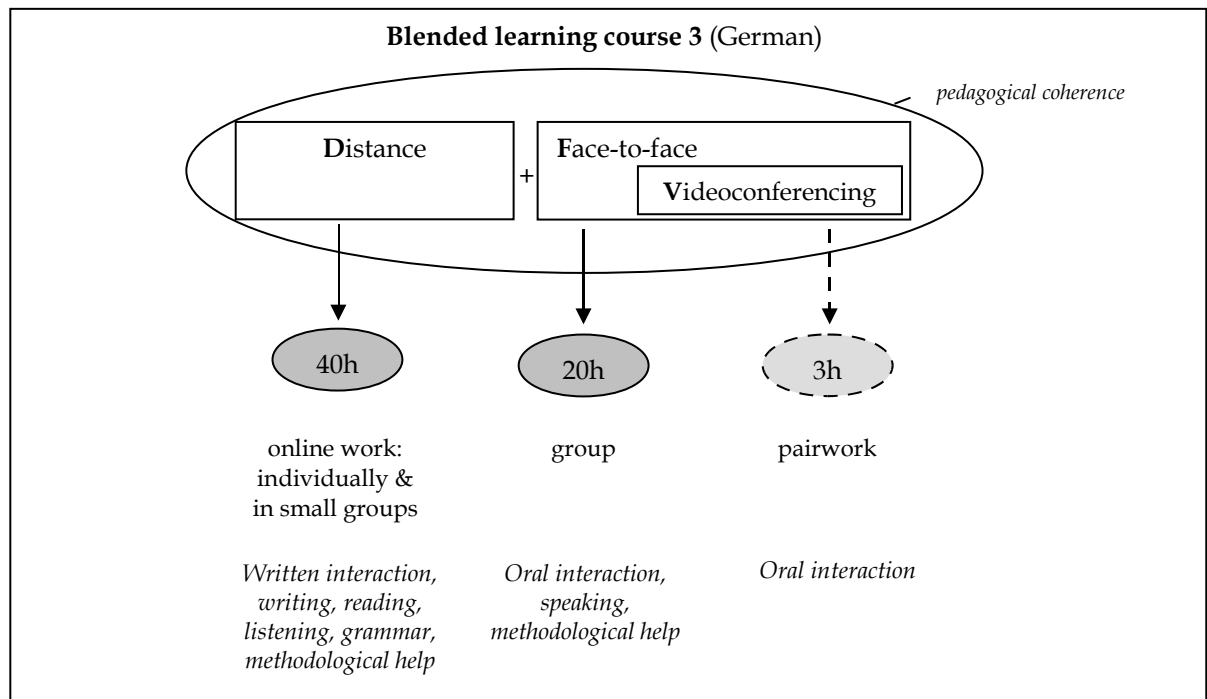 Blended learning course 3 (German)
pedagogical coherence
Distance
+
Face-to-face
Videoconferencing
40h
20h
3h
online work:
individually &
in small groups
group
pairwork
Written interaction,
writing, reading,
listening, grammar,
methodological help
Oral interaction,
speaking,
methodological help
Oral interaction